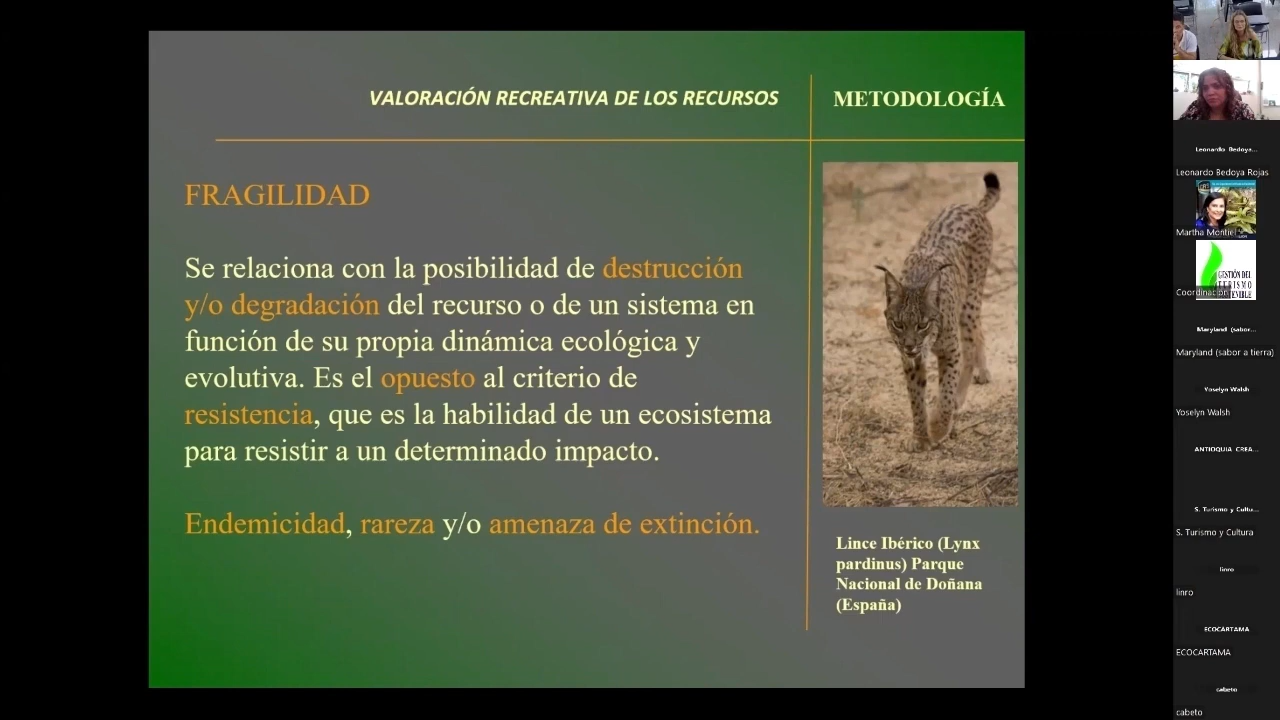 VALORACIÓN RECREATIVA DE LOS RECURSOS
METODOLOGÍA
FRAGILIDAD
Se relaciona con la posibilidad de destrucción
y/o degradación del recurso o de un sistema en
función de su propia dinámica ecológica y
evolutiva. Es el opuesto al criterio de
resistencia, que es la habilidad de un ecosistema
para resistir a un determinado impacto.
Endemicidad, rareza y/o amenaza de extinción.
Lince Ibérico (Lynx
pardinus) Parque
Nacional de Doñana
(España)
Leonardo Bedoya...
Leonardo Bedoya Rojas
Martha Montiel
GESTIÓN DEL
Coordinación
Maryland (sabor...
Maryland (sabor a tierra)
Yoselyn Walsh
Yoselyn Walsh
ANTIOQUIA CREA...
S. Turismo y Cultu...
S. Turismo y Cultura
linro
linro
ECOCARTAMA
ECOCARTAMA
cabeto
cabeto